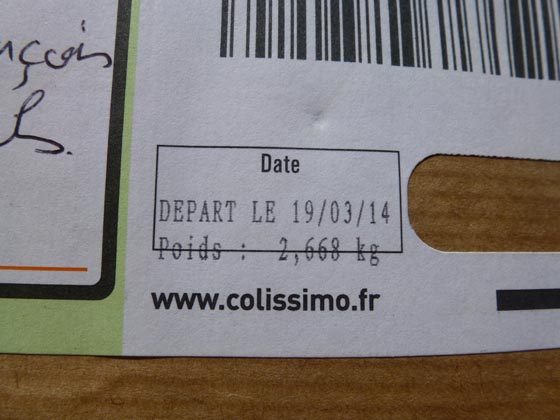 Date
DEPART LE 19/03/14
Poids : 2,668 kg
www.colissimo.fr